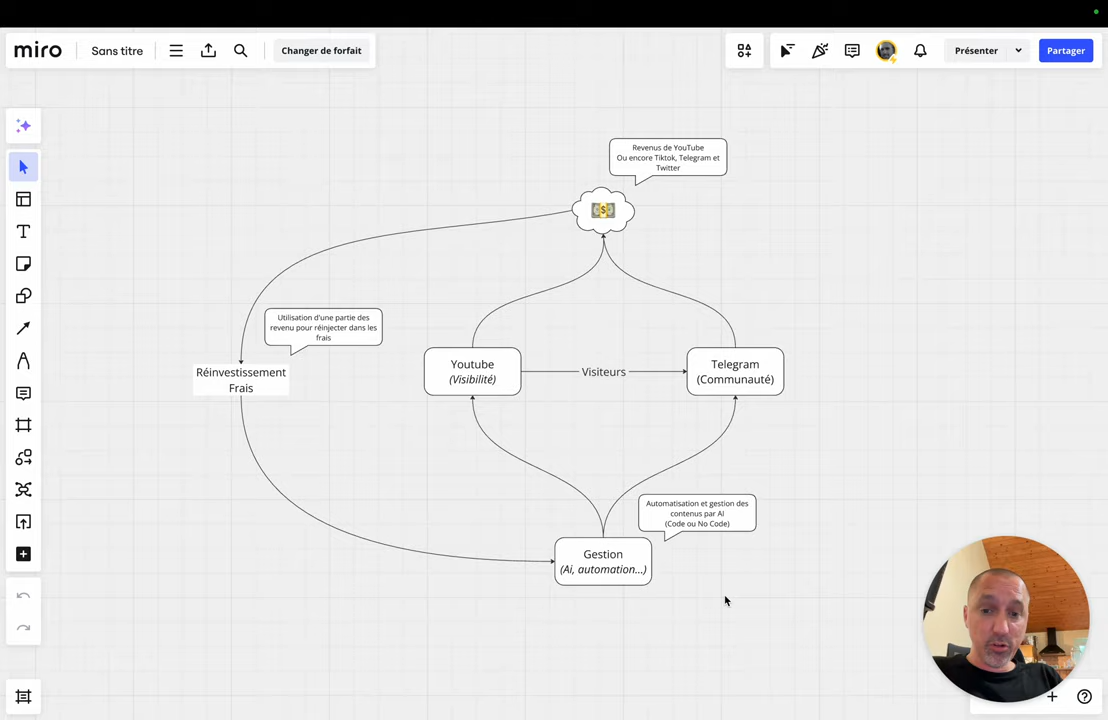 miro
Sans titre
Changer de forfait
Présenter
Partager
Revenus de YouTube
Ou encore Tiktok, Telegram et
Twitter
Utilisation d'une partie des
revenu pour réinjecter dans les
frais
Réinvestissement
Frais
Youtube
(Visibilité)
Visiteurs
Telegram
(Communauté)
Automatisation et gestion des
contenus par AI
(Code ou No Code)
Gestion
(Ai, automation...)